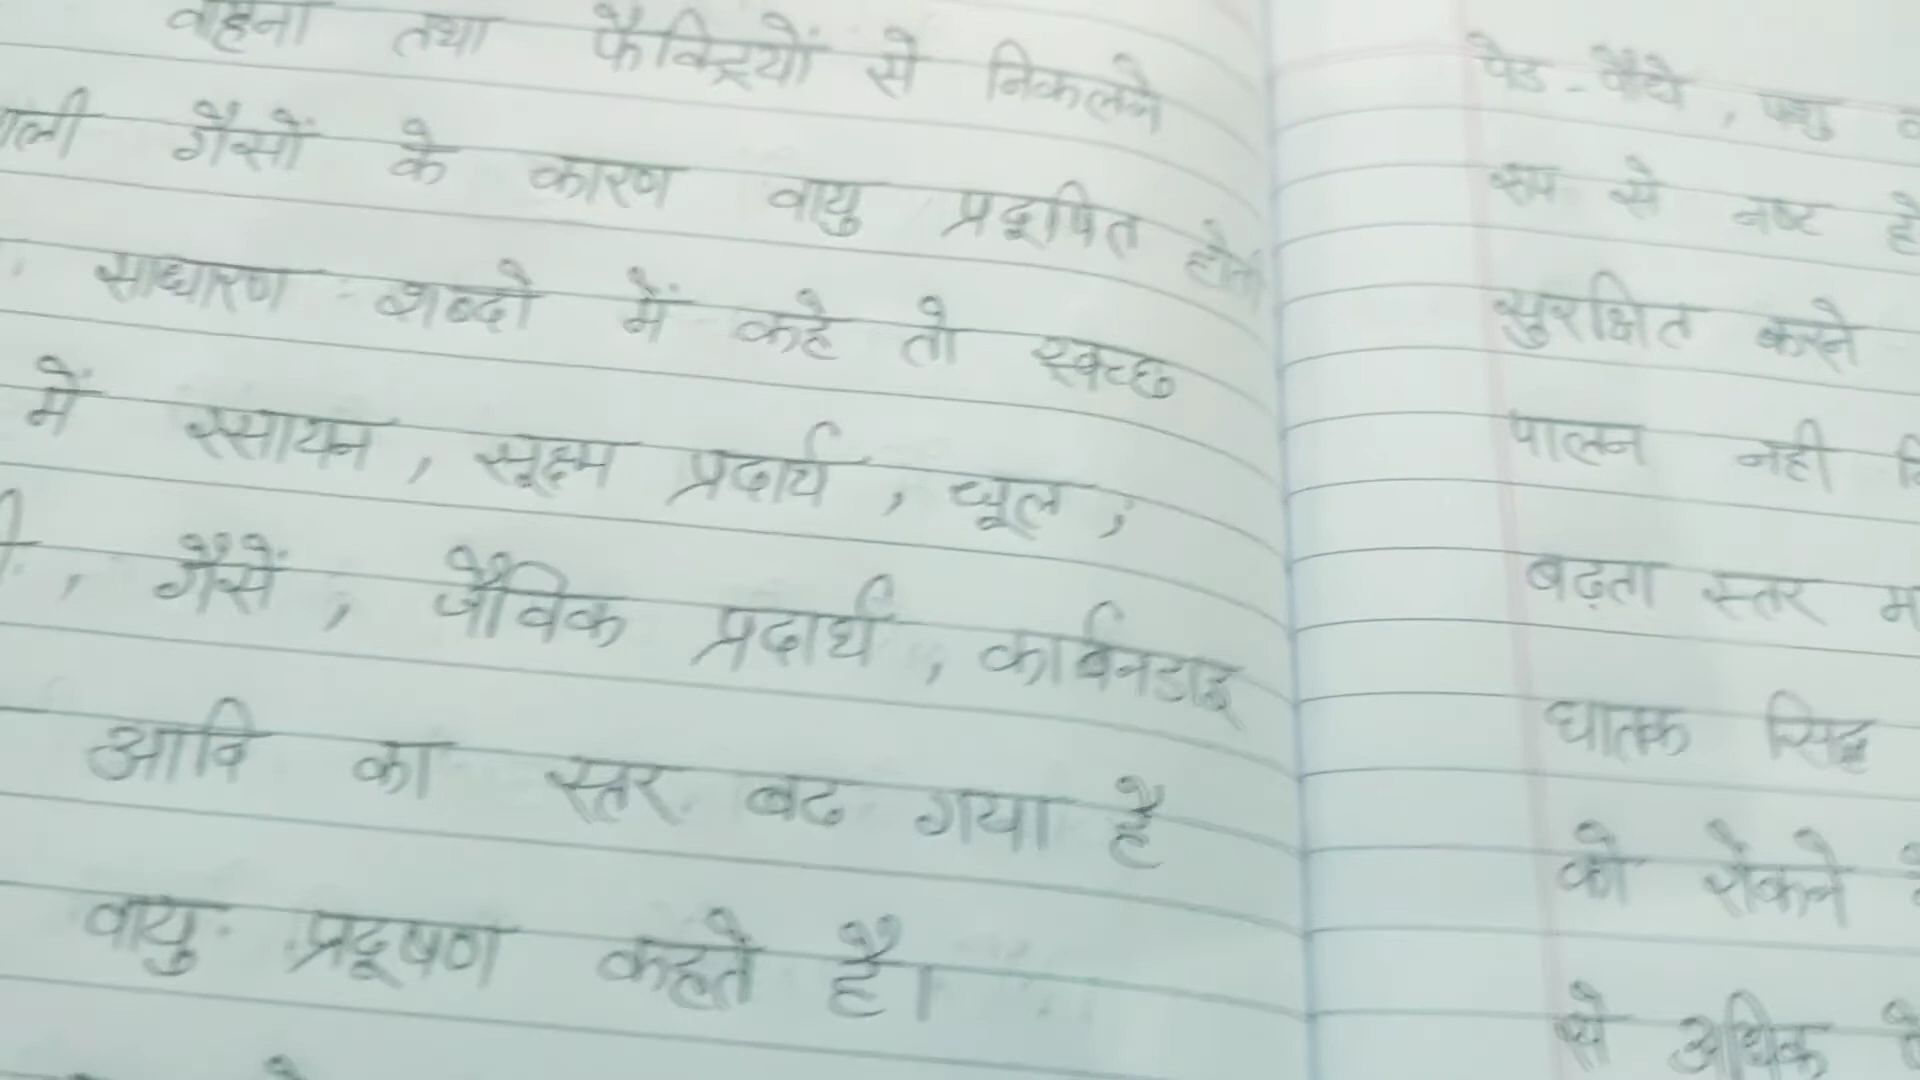 वाहनो तथा फैक्ट्रियों से निकलने
गैसों के कारण वायु प्रदूषित होती
साधारण शब्दो में कहे तो स्वच्छ
में रसायन, सूक्ष्म प्रदार्थ, धूल,
, गैसें, जैविक प्रदार्थ, कार्बनडाइ
आदि का स्तर बढ गया है
वायु प्रदूषण कहते है।
पेड-पौधे, पशु
रूप से नष्ट
सुरक्षित करने
पालन नही
बढ़ता स्तर
घातक सिद्ध
को रोकने
से अधिक